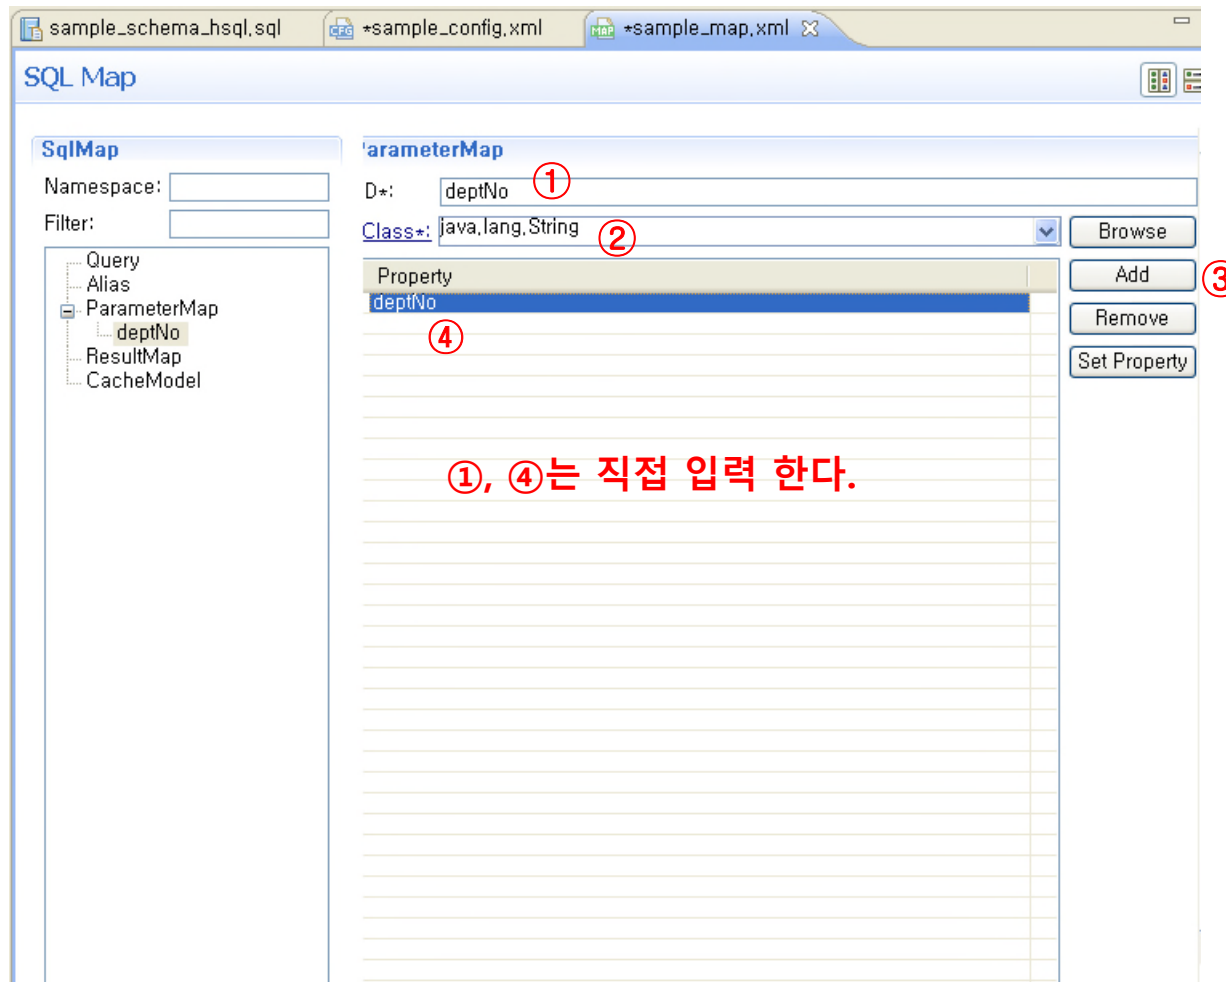 sample_schema_hsql,sql
CFG *sample_config,xml
MAP *sample_map,xml
SQL Map
SqlMap
'arameterMap
Namespace:
D*: deptNo ①
Filter:
Class*: java,lang,String ② Browse
Query
Property
Add ③
Alias
deptNo
ParameterMap
Remove
deptNo
④
ResultMap
Set Property
CacheModel
①, ④는 직접 입력 한다.